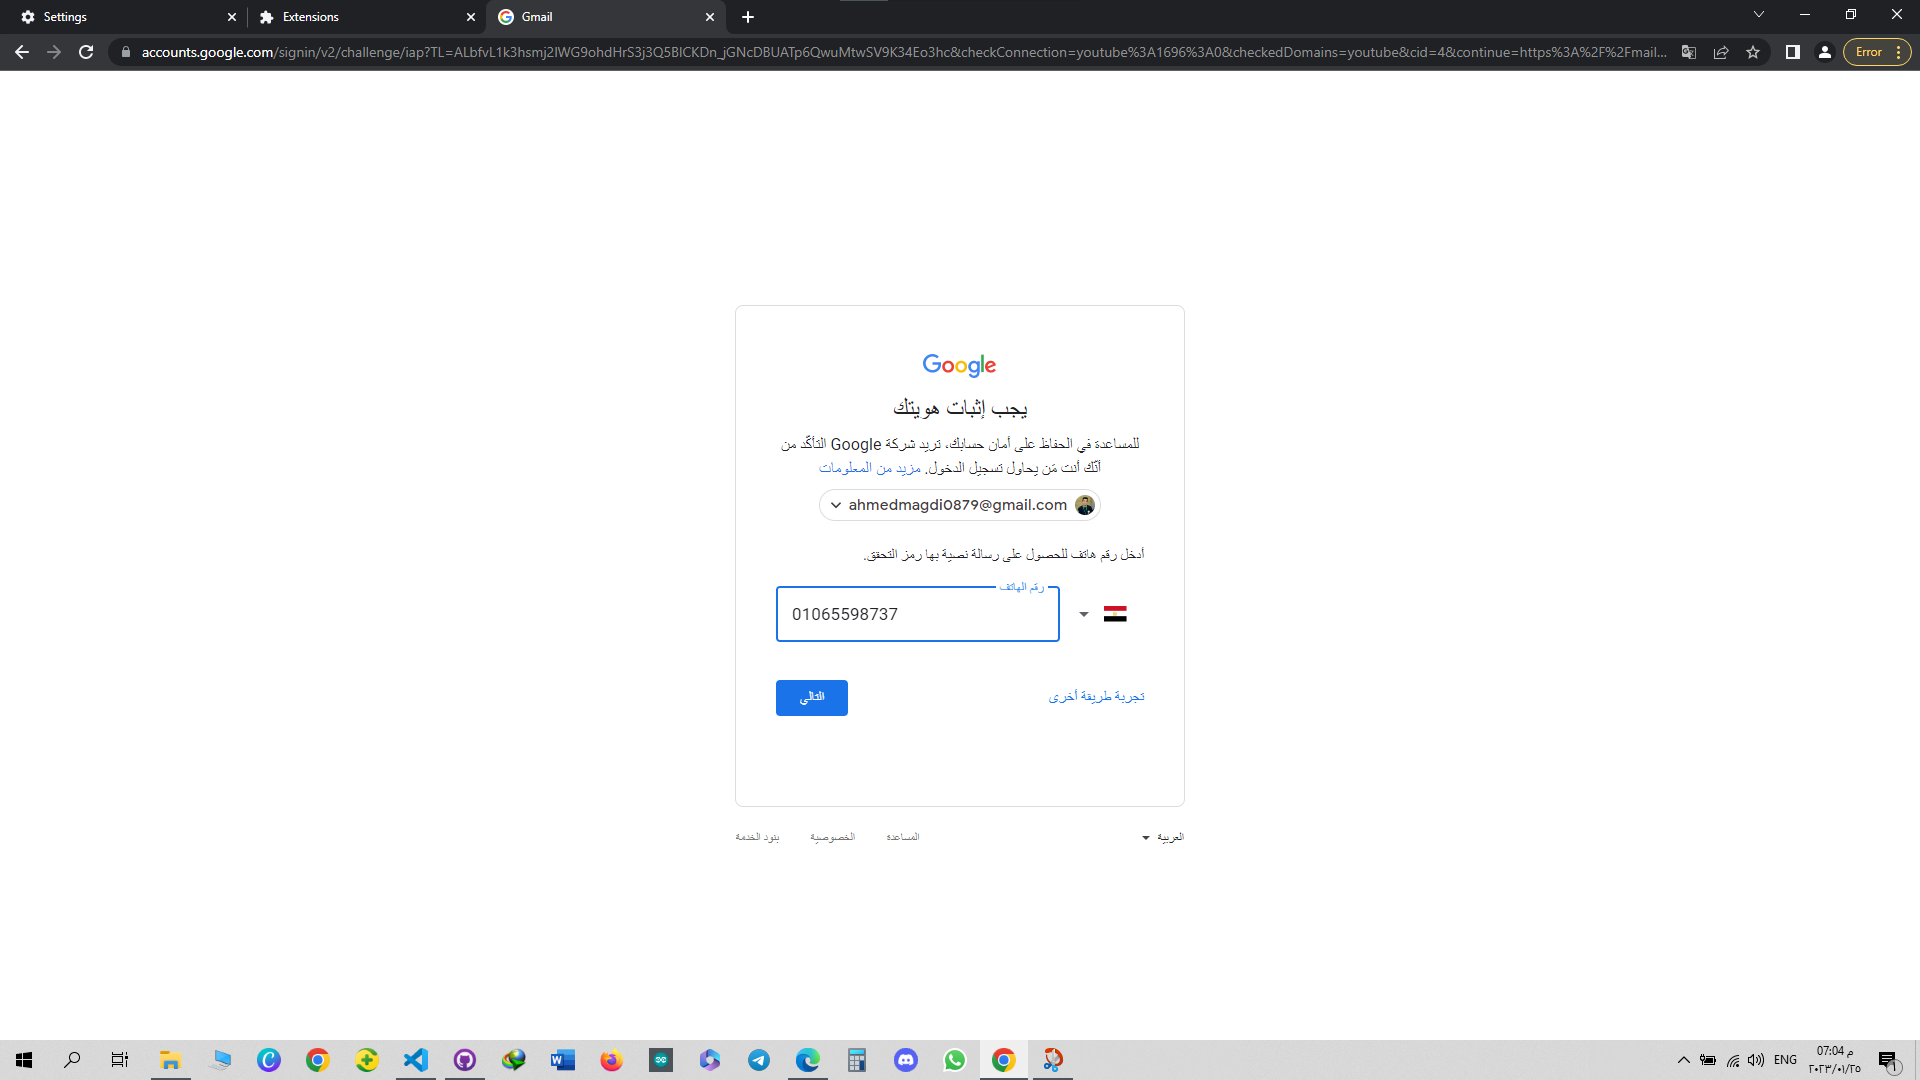 Settings
Extensions
Gmail
accounts.google.com/signin/v2/challenge/iap?TL=ALbfvL1k3hsmj2IWG9ohdHrS3j3Q5BICKDn_jGNcDBUATp6QwuMtwSV9K34Eo3hc&checkConnection=youtube%3A1696%3A0&checkedDomains=youtube&cid=4&continue=https%3A%2F%2Fmail...
Error
Google
يجب إثبات هويتك
للمساعدة في الحفاظ على أمان حسابك، تريد شركة Google التأكّد من
أنّك أنت مَن يحاول تسجيل الدخول. مزيد من المعلومات
ahmedmagdi0879@gmail.com
أدخل رقم هاتف للحصول على رسالة نصية بها رمز التحقق.
رقم الهاتف
01065598737
تجربة طريقة أخرى
التالي
العربية
المساعدة
الخصوصية
بنود الخدمة
ENG
07:04 م
٢٠٢٣/٠١/٢٥
١